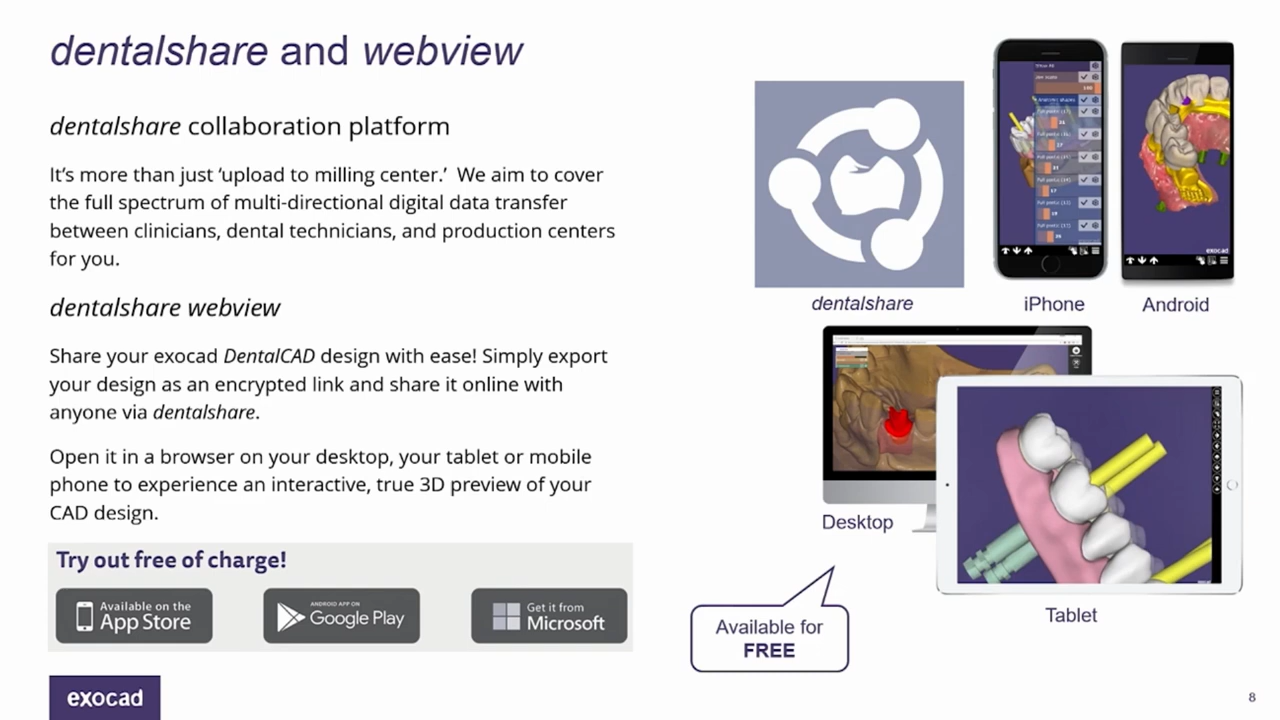 dentalshare and webview
dentalshare collaboration platform
It's more than just 'upload to milling center.' We aim to cover
the full spectrum of multi-directional digital data transfer
between clinicians, dental technicians, and production centers
for you.
dentalshare webview
Share your exocad DentalCAD design with ease! Simply export
your design as an encrypted link and share it online with
anyone via dentalshare.
Open it in a browser on your desktop, your tablet or mobile
phone to experience an interactive, true 3D preview of your
CAD design.
Try out free of charge!
Available on the
App Store
ANDROID APP ON
Google Play
Get it from
Microsoft
dentalshare
iPhone
exocad
Android
Desktop
Tablet
Available for
FREE
exocad
8